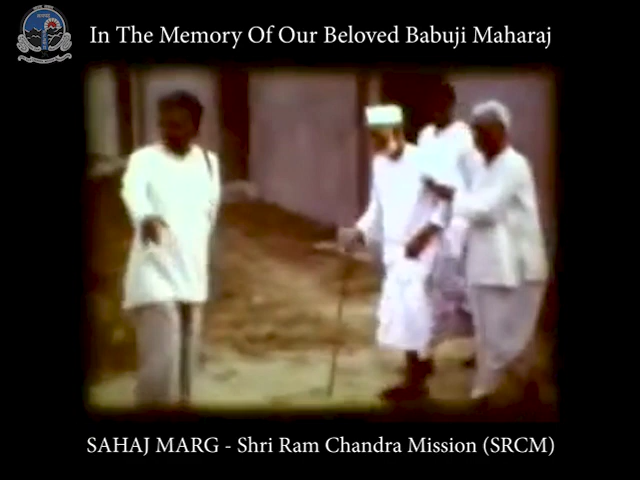 In The Memory Of Our Beloved Babuji Maharaj
SAHAJ MARG - Shri Ram Chandra Mission (SRCM)